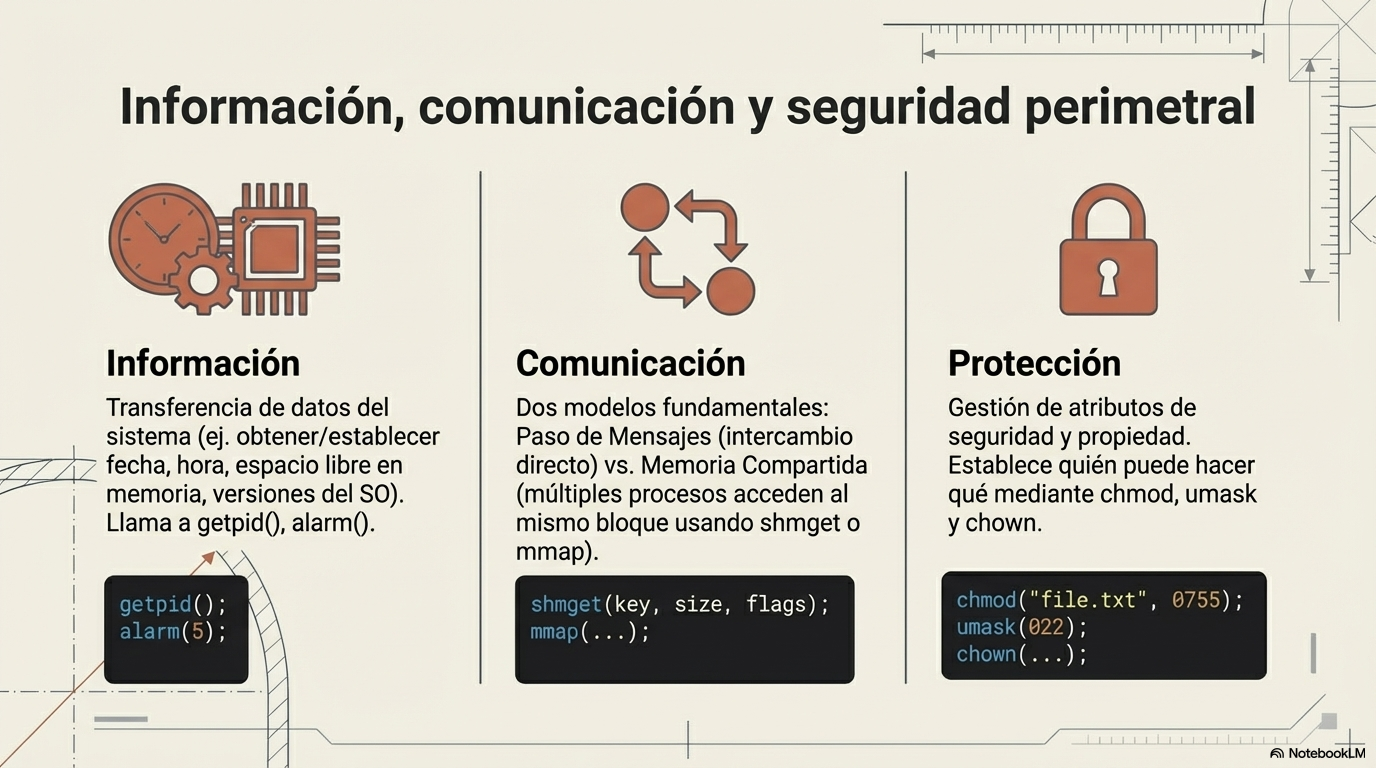 Información, comunicación y seguridad perimetral
Información
Transferencia de datos del
sistema (ej. obtener/establecer
fecha, hora, espacio libre en
memoria, versiones del SO).
Llama a getpid(), alarm().
getpid();
alarm(5);
Comunicación
Dos modelos fundamentales:
Paso de Mensajes (intercambio
directo) vs. Memoria Compartida
(múltiples procesos acceden al
mismo bloque usando shmget o
mmap).
shmget(key, size, flags);
mmap(...);
Protección
Gestión de atributos de
seguridad y propiedad.
Establece quién puede hacer
qué mediante chmod, umask
y chown.
chmod("file.txt", 0755);
umask(022);
chown(...);
NotebookLM